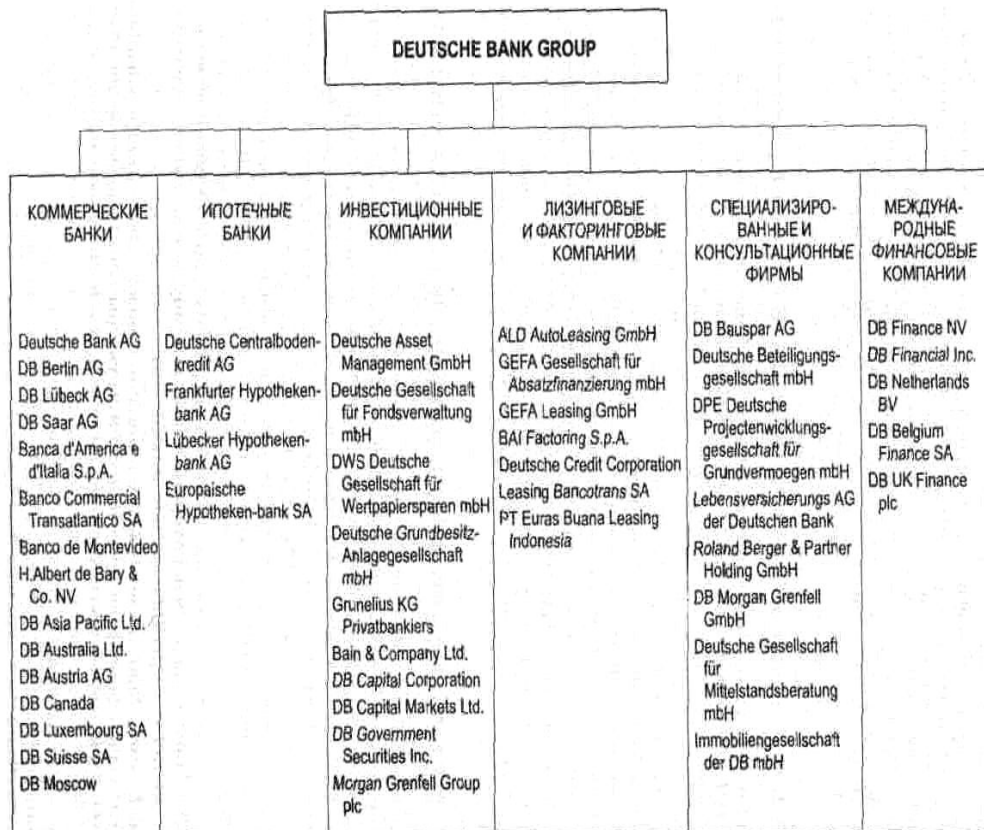 DEUTSCHE BANK GROUP
КОММЕРЧЕСКИЕ
БАНКИ
Deutsche Bank AG
DB Berlin AG
DB Lübeck AG
DB Saar AG
Banca d'America e
d'Italia S.p.A.
Banco Commercial
Transatlantico SA
Banco de Montevideo
H.Albert de Bary &
Co. NV
DB Asia Pacific Ltd.
DB Australia Ltd.
DB Austria AG
DB Canada
DB Luxembourg SA
DB Suisse SA
DB Moscow
ИПОТЕЧНЫЕ
БАНКИ
Deutsche Centralboden-
kredit AG
Frankfurter Hypotheken-
bank AG
Lübecker Hypotheken-
bank AG
Europaische
Hypotheken-bank SA
ИНВЕСТИЦИОННЫЕ
КОМПАНИИ
Deutsche Asset
Management GmbH
Deutsche Gesellschaft
für Fondsverwaltung
mbH
DWS Deutsche
Gesellschaft für
Wertpapiersparen mbH
Deutsche Grundbesitz-
Anlagegesellschaft
mbH
Grunelius KG
Privatbankiers
Bain & Company Ltd.
DB Capital Corporation
DB Capital Markets Ltd.
DB Government
Securities Inc.
Morgan Grenfell Group
plc
ЛИЗИНГОВЫЕ
И ФАКТОРИНГОВЫЕ
КОМПАНИИ
ALD AutoLeasing GmbH
GEFA Gesellschaft für
Absatzfinanzierung mbH
GEFA Leasing GmbH
BAI Factoring S.p.A.
Deutsche Credit Corporation
Leasing Bancotrans SA
PT Euras Buana Leasing
Indonesia
СПЕЦИАЛИЗИРО-
ВАННЫЕ И
КОНСУЛЬТАЦИОННЫЕ
ФИРМЫ
DB Bauspar AG
Deutsche Beteiligungs-
gesellschaft mbH
DPE Deutsche
Projectenwicklungs-
gesellschaft für
Grundvermoegen mbH
Lebensversicherungs AG
der Deutschen Bank
Roland Berger & Partner
Holding GmbH
DB Morgan Grenfell
GmbH
Deutsche Gesellschaft
für
Mittelstandsberatung
mbH
Immobiliengesellschaft
der DB mbH
МЕЖДУНА-
РОДНЫЕ
ФИНАНСОВЫЕ
КОМПАНИИ
DB Finance NV
DB Financial Inc.
DB Netherlands
BV
DB Belgium
Finance SA
DB UK Finance
plc